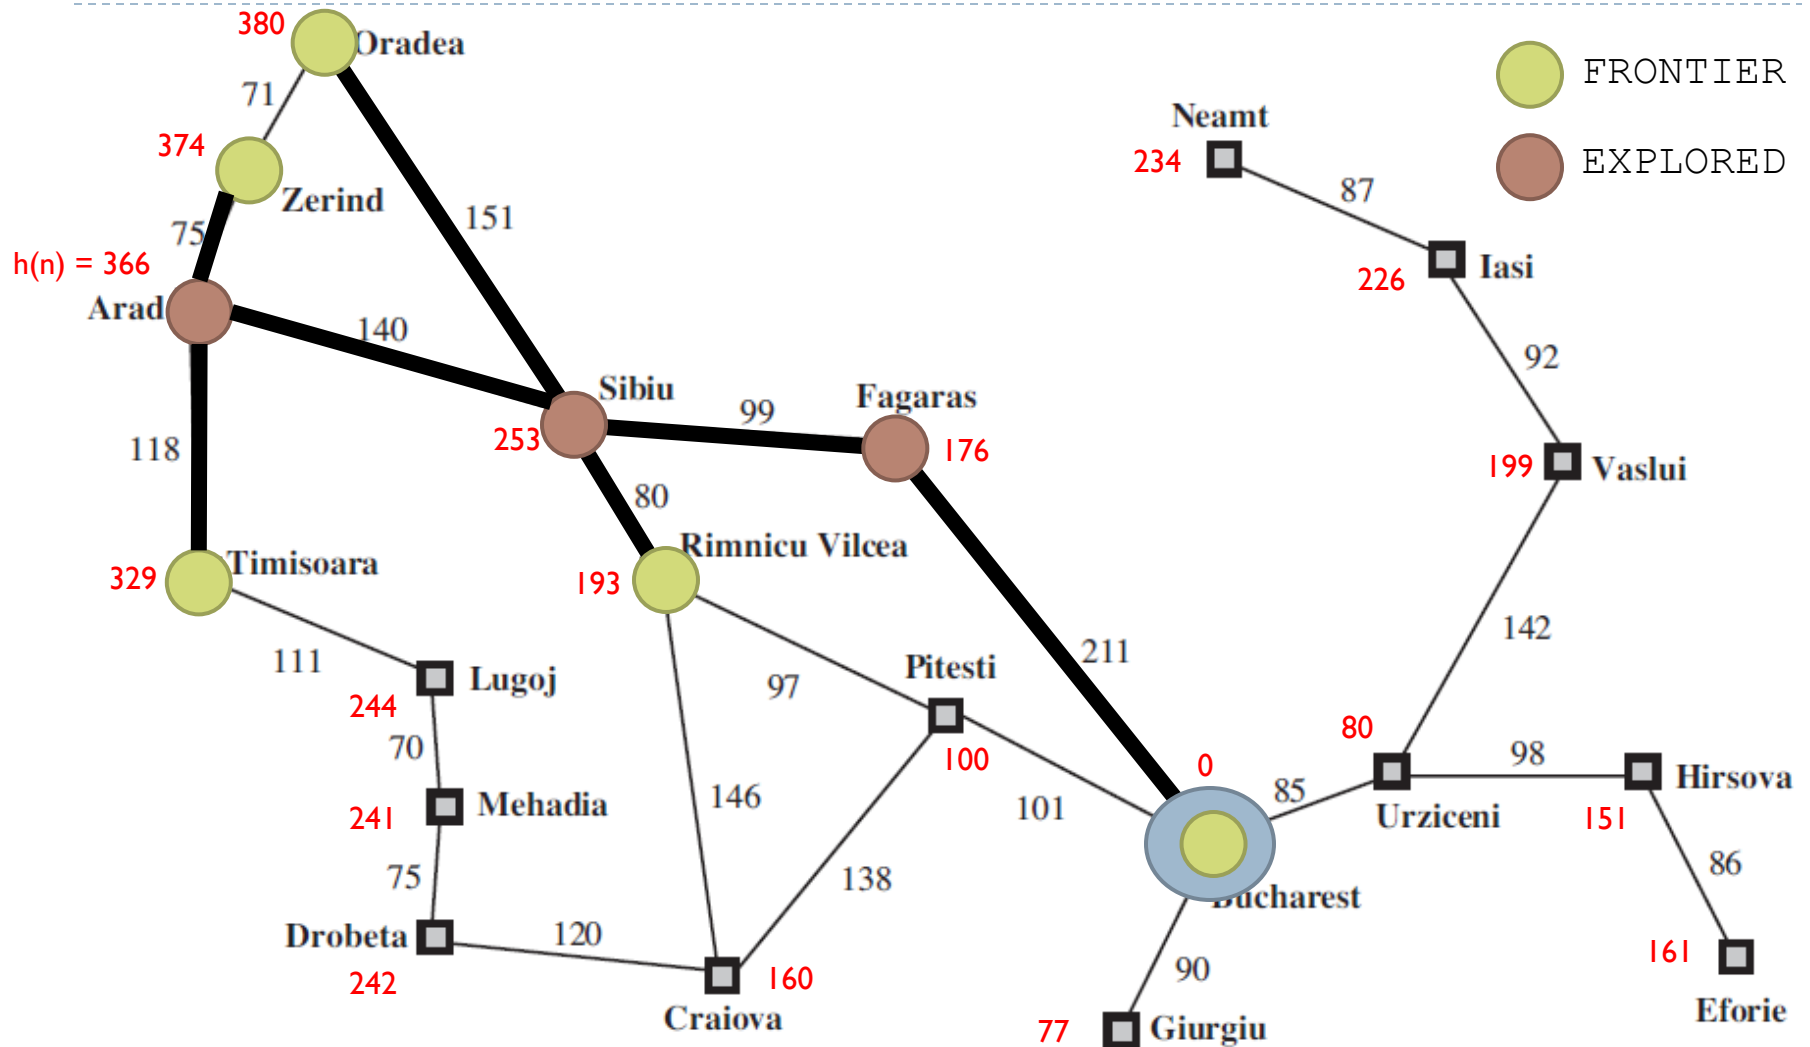 380
Oradea
FRONTIER
71
Neamt
374
234
EXPLORED
87
Zerind
151
75
h(n) = 366
226
Iasi
Arad
140
92
Sibiu
99
Fagaras
118
253
176
199
Vaslui
80
Rimnicu Vilcea
Timisoara
329
193
142
111
211
Pitesti
Lugoj
97
244
80
70
100
0
98
Hirsova
146
101
85
Mehadia
241
Urziceni
151
75
138
86
Bucharest
Drobeta
120
161
242
160
90
Craiova
77
Giurgiu
Eforie